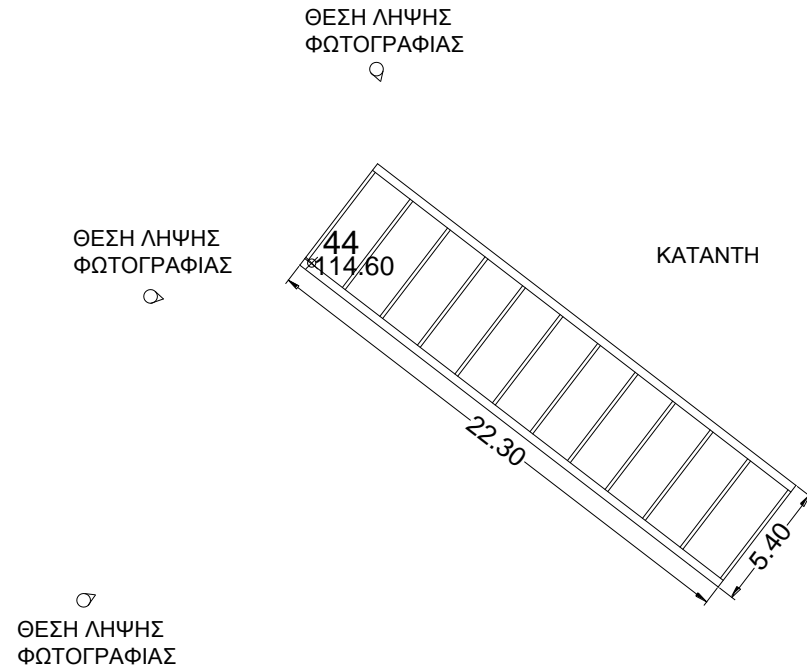 ΘΕΣΗ ΛΗΨΗΣ
ΦΩΤΟΓΡΑΦΙΑΣ
ΘΕΣΗ ΛΗΨΗΣ
ΦΩΤΟΓΡΑΦΙΑΣ
44
114.60
ΚΑΤΑΝΤΗ
22.30
5.40
ΘΕΣΗ ΛΗΨΗΣ
ΦΩΤΟΓΡΑΦΙΑΣ